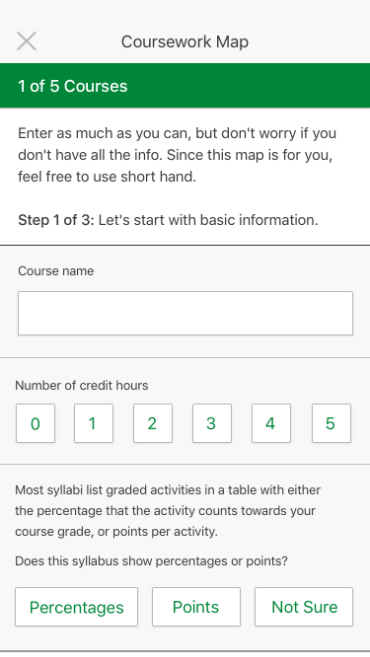 Coursework Map
1 of 5 Courses
Enter as much as you can, but don't worry if you
don't have all the info. Since this map is for you,
feel free to use short hand.
Step 1 of 3: Let's start with basic information.
Course name
Number of credit hours
0 1 2 3 4 5
Most syllabi list graded activities in a table with either
the percentage that the activity counts towards your
course grade, or points per activity.
Does this syllabus show percentages or points?
Percentages Points Not Sure